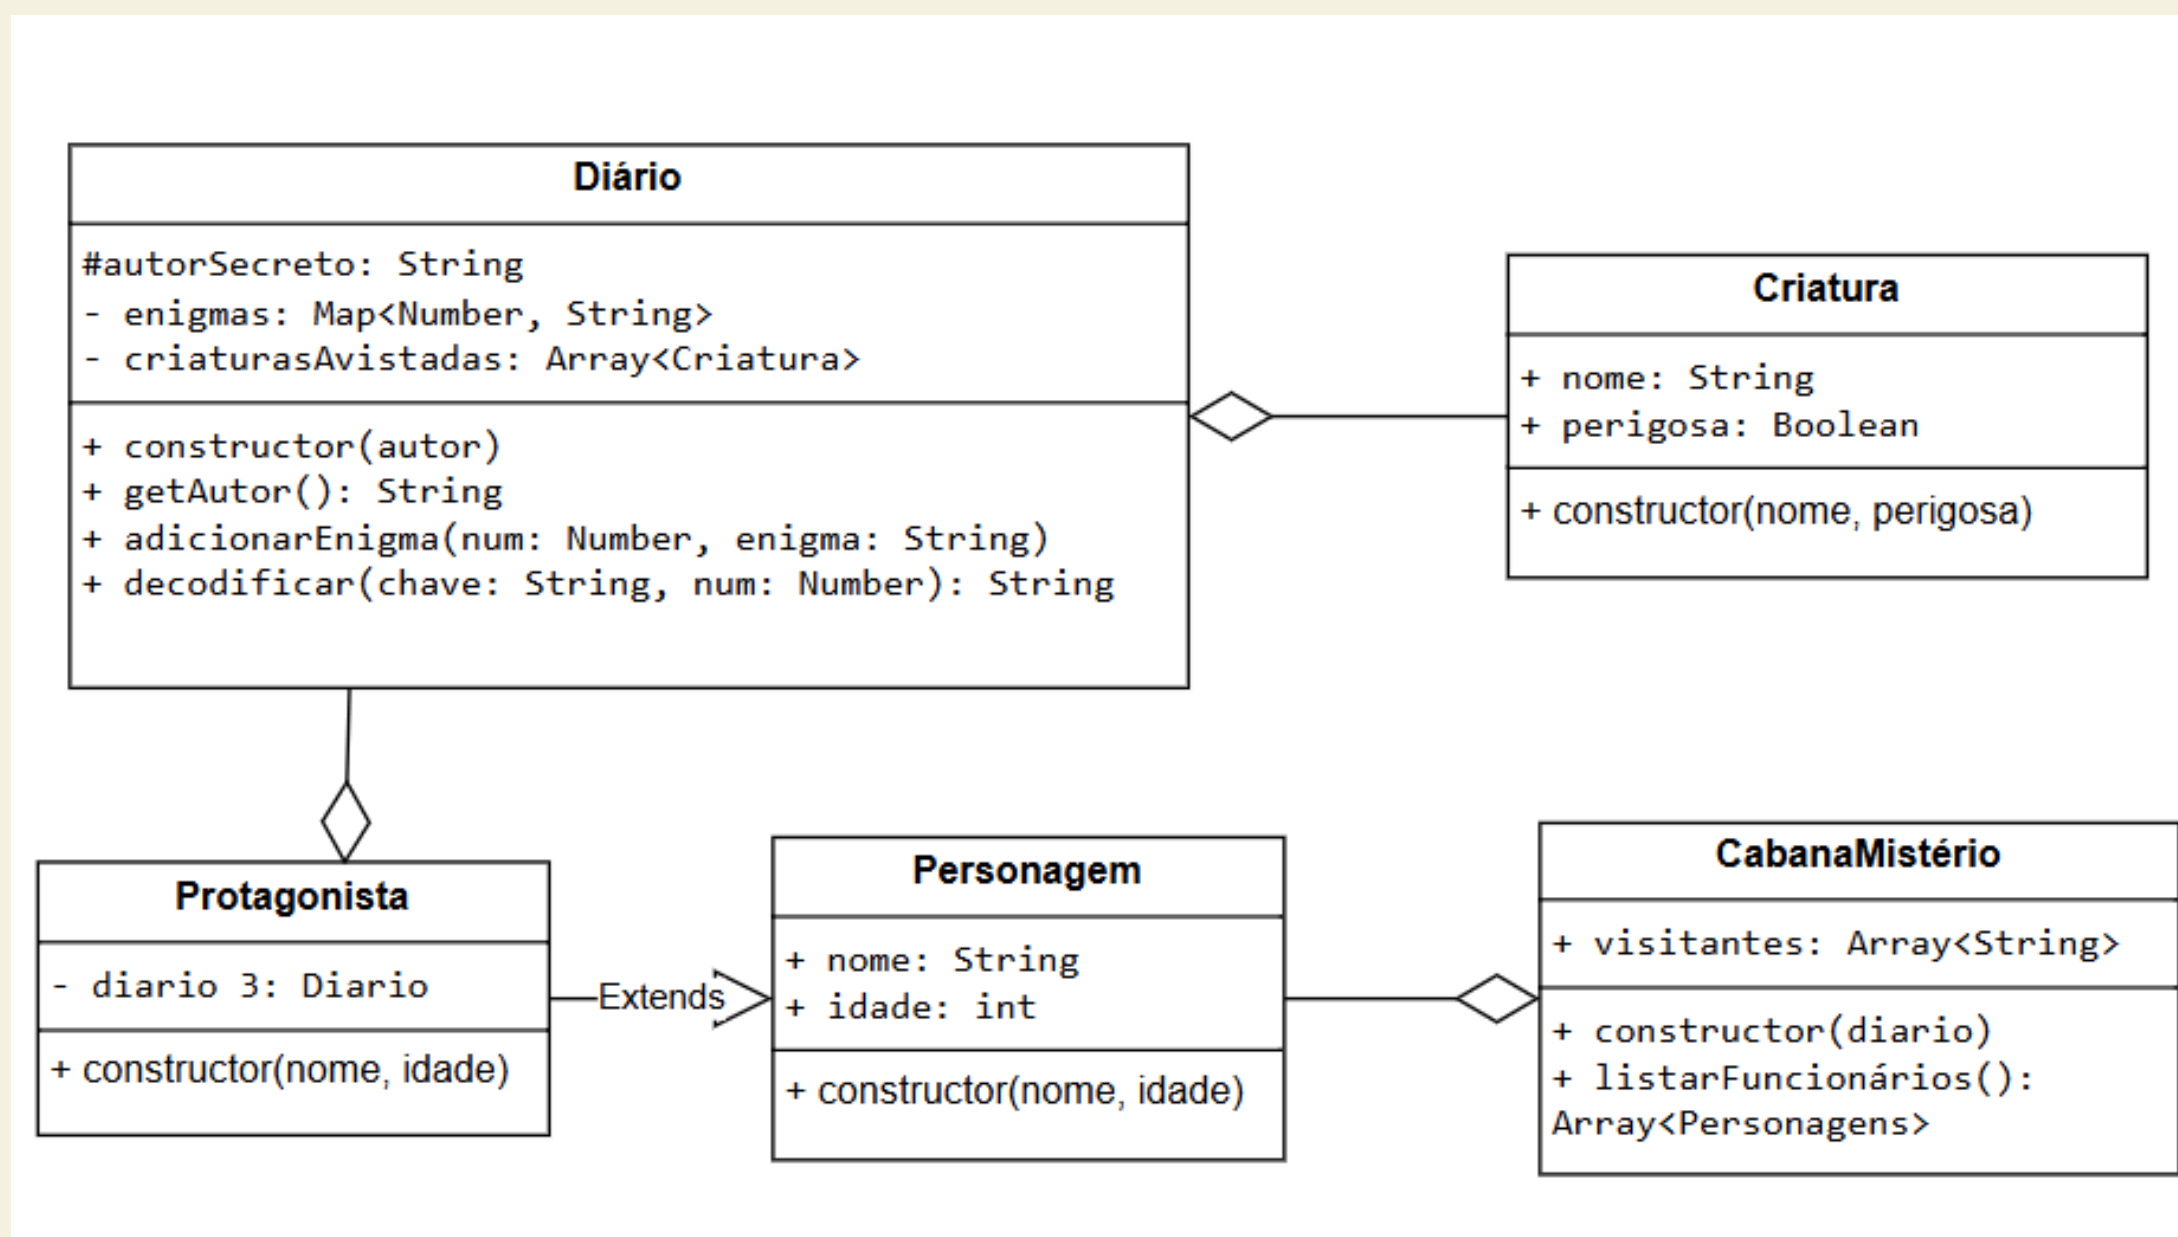 Diário
#autorSecreto: String
- enigmas: Map<Number, String>
- criaturasAvistadas: Array<Criatura>
+ constructor(autor)
+ getAutor(): String
+ adicionarEnigma(num: Number, enigma: String)
+ decodificar(chave: String, num: Number): String
Criatura
+ nome: String
+ perigosa: Boolean
+ constructor(nome, perigosa)
Protagonista
- diario 3: Diario
+ constructor(nome, idade)
Extends
Personagem
+ nome: String
+ idade: int
+ constructor(nome, idade)
CabanaMistério
+ visitantes: Array<String>
+ constructor(diario)
+ listarFuncionários():
Array<Personagens>